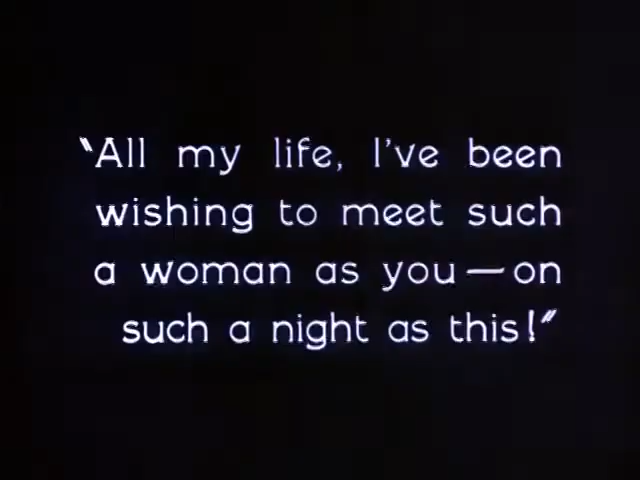 "All my life, I've been
wishing to meet such
a woman as you—on
such a night as this!"